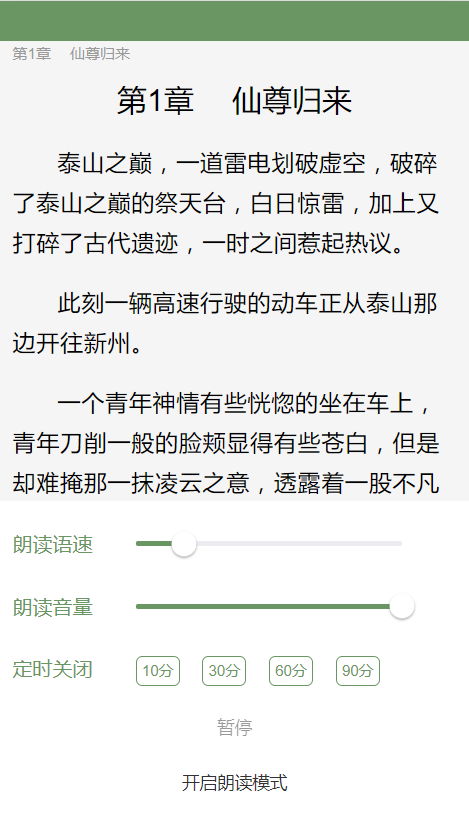 第1章　仙尊归来
第1章　仙尊归来
泰山之巅，一道雷电划破虚空，破碎
了泰山之巅的祭天台，白日惊雷，加上又
打碎了古代遗迹，一时之间惹起热议。
此刻一辆高速行驶的动车正从泰山那
边开往新州。
一个青年神情有些恍惚的坐在车上，
青年刀削一般的脸颊显得有些苍白，但是
却难掩那一抹凌云之意，透露着一股不凡
朗读语速
朗读音量
定时关闭 10分 30分 60分 90分
暂停
开启朗读模式